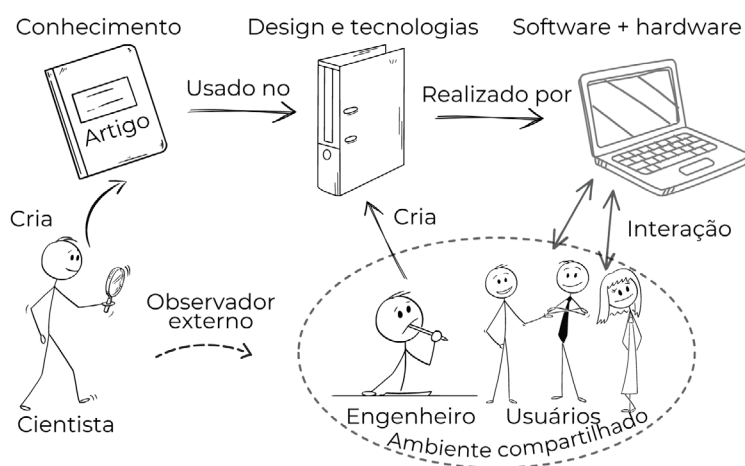 Conhecimento
Design e tecnologias
Software + hardware
Artigo
Usado no
Realizado por
Cria
Cria
Interação
Observador
externo
Cientista
Engenheiro
Usuários
Ambiente compartilhado